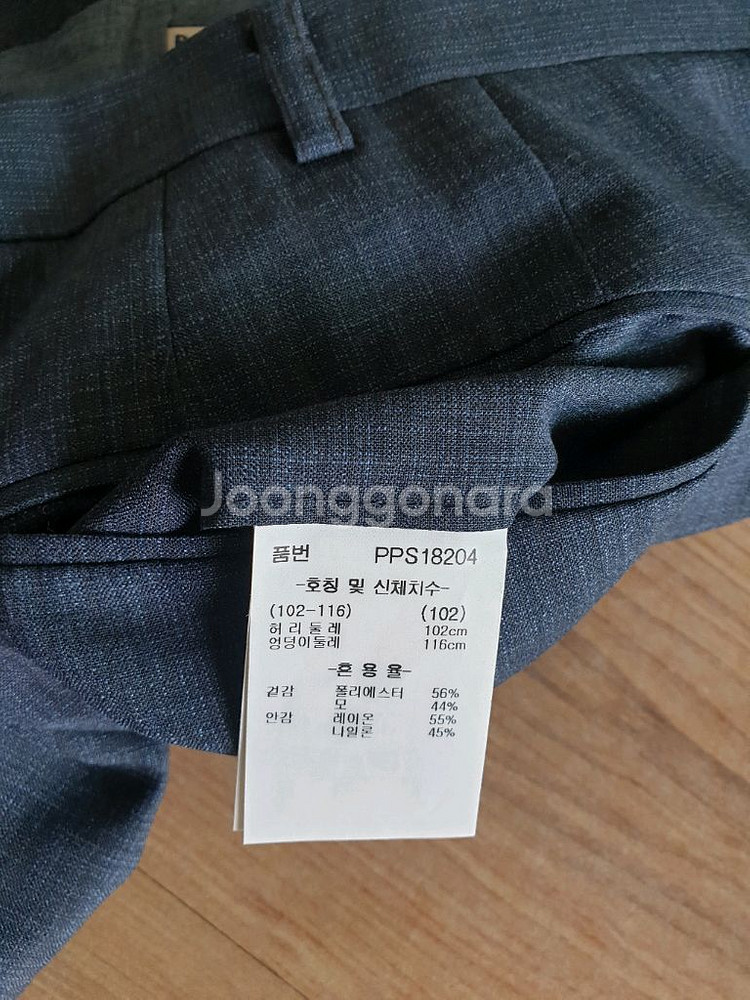 Joonggonara
품번 PPS18204
-호칭 및 신체치수-
(102-116) (102)
허리둘레 102cm
엉덩이둘레 116cm
-혼용율-
겉감 폴리에스터 56%
모 44%
안감 레이온 55%
나일론 45%